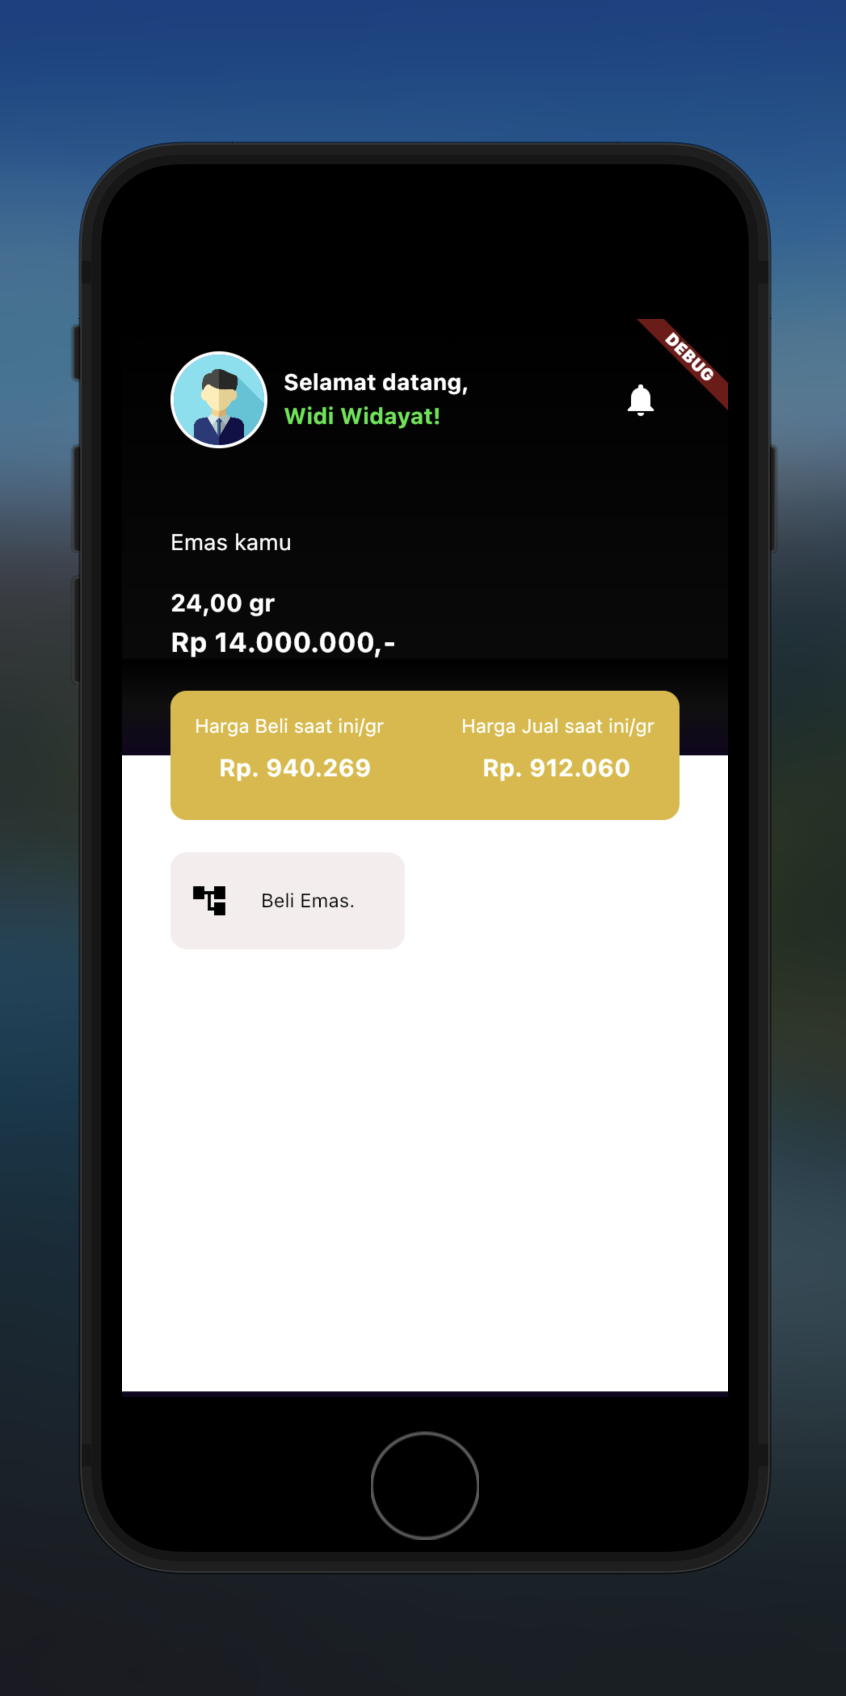 DEBUG
Selamat datang,
Widi Widayat!
Emas kamu
24,00 gr
Rp 14.000.000,-
Harga Beli saat ini/gr
Rp. 940.269
Harga Jual saat ini/gr
Rp. 912.060
Beli Emas.